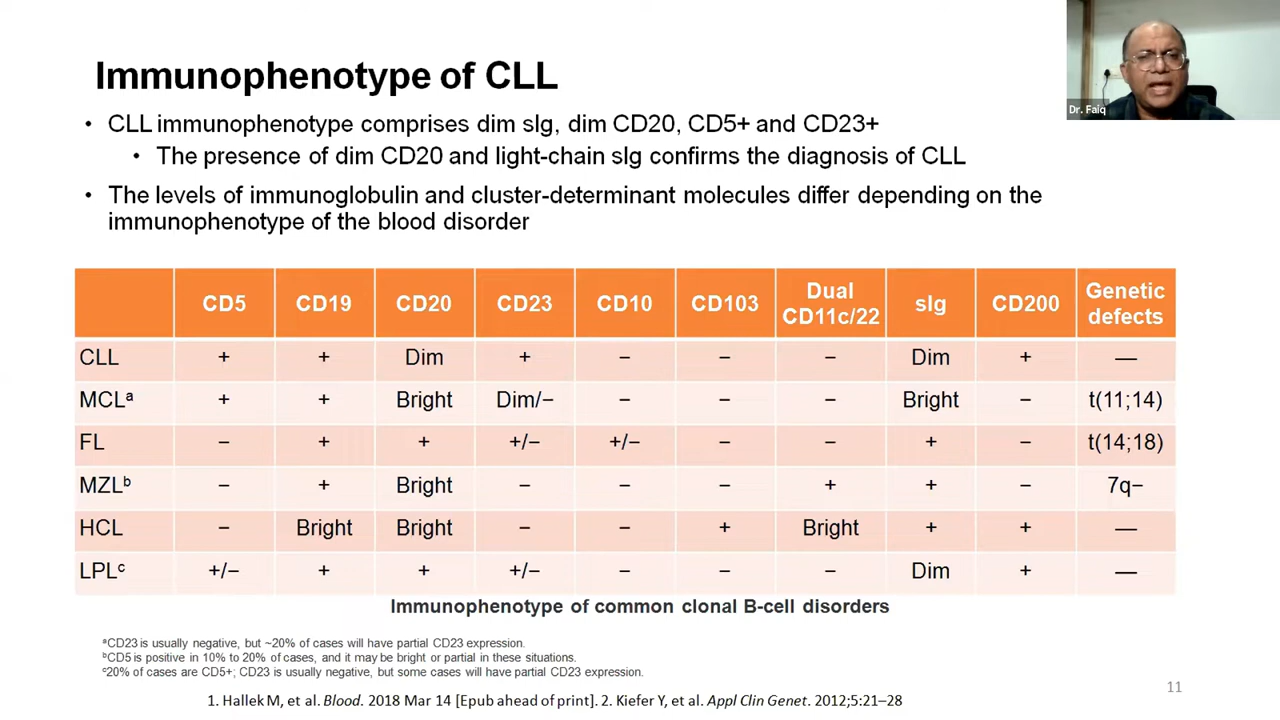 Immunophenotype of CLL
Dr. Faiq
• CLL immunophenotype comprises dim sIg, dim CD20, CD5+ and CD23+
• The presence of dim CD20 and light-chain sIg confirms the diagnosis of CLL
• The levels of immunoglobulin and cluster-determinant molecules differ depending on the
immunophenotype of the blood disorder
CD5 CD19 CD20 CD23 CD10 CD103 Dual CD11c/22 sIg CD200 Genetic defects
CLL + + Dim + − − − Dim + —
MCLᵃ + + Bright Dim/− − − − Bright − t(11;14)
FL − + + +/− +/− − − + − t(14;18)
MZLᵇ − + Bright − − − + + − 7q−
HCL − Bright Bright − − + Bright + + —
LPLᶜ +/− + + +/− − − − Dim + —
Immunophenotype of common clonal B-cell disorders
ᵃCD23 is usually negative, but ~20% of cases will have partial CD23 expression.
ᵇCD5 is positive in 10% to 20% of cases, and it may be bright or partial in these situations.
ᶜ20% of cases are CD5+; CD23 is usually negative, but some cases will have partial CD23 expression.
1. Hallek M, et al. Blood. 2018 Mar 14 [Epub ahead of print]. 2. Kiefer Y, et al. Appl Clin Genet. 2012;5:21–28
11